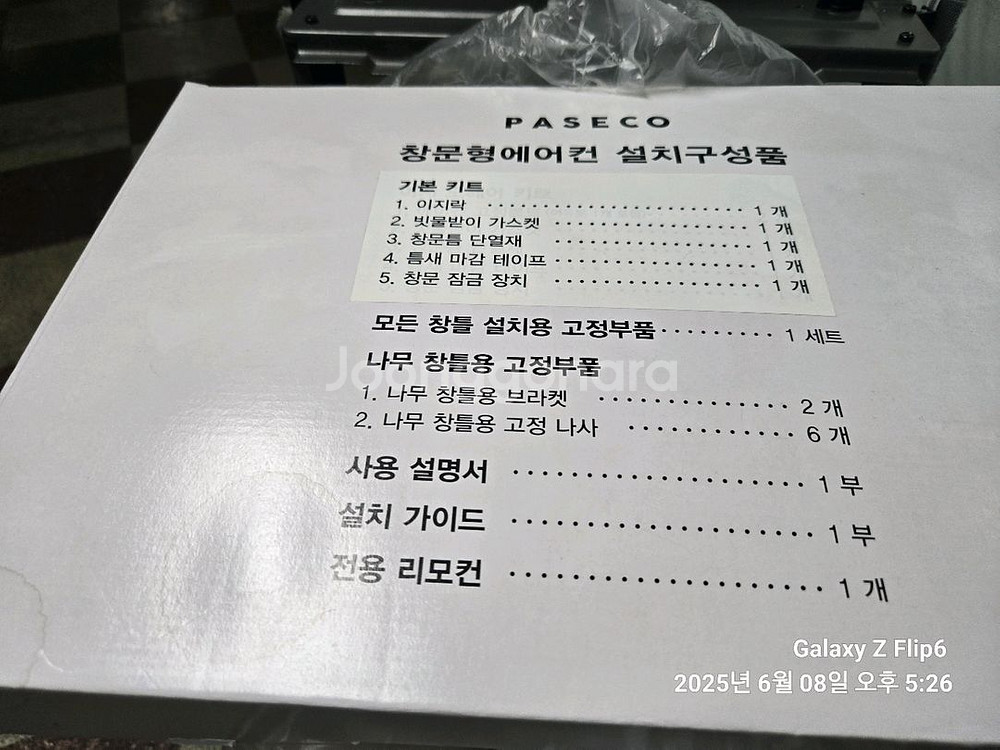 PASECO
창문형에어컨 설치구성품
기본 키트
1. 이지락 ···················· 1 개
2. 빗물받이 가스켓 ···················· 1 개
3. 창문틈 단열재 ···················· 1 개
4. 틈새 마감 테이프 ···················· 1 개
5. 창문 잠금 장치 ···················· 1 개
모든 창틀 설치용 고정부품 ········· 1 세트
나무 창틀용 고정부품
Joonggonara
1. 나무 창틀용 브라켓 ·············· 2 개
2. 나무 창틀용 고정 나사 ············ 6 개
사용 설명서 ···················· 1 부
설치 가이드 ···················· 1 부
전용 리모컨 ···················· 1 개
Galaxy Z Flip6
2025년 6월 08일 오후 5:26